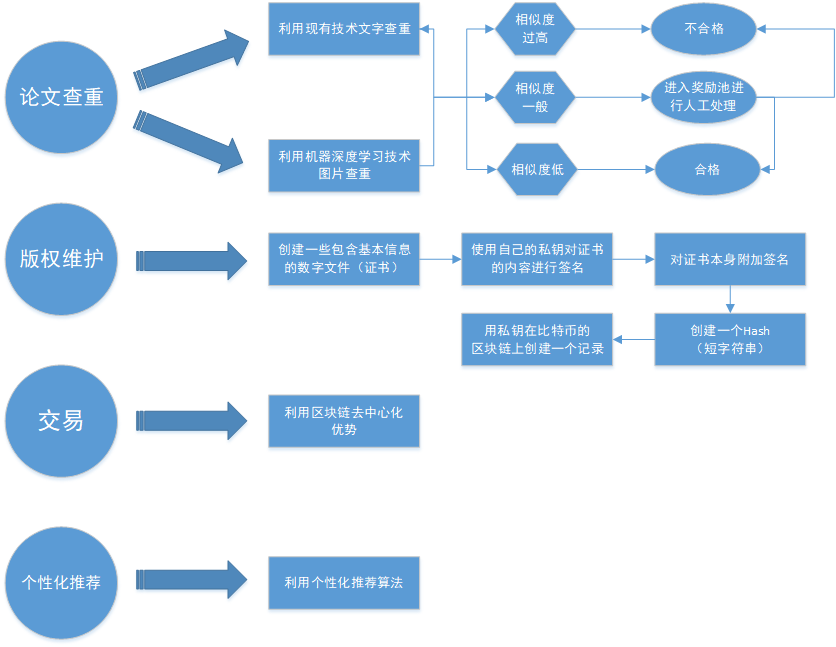 论文查重
利用现有技术文字查重
利用机器深度学习技术
图片查重
相似度
过高
不合格
相似度
一般
进入奖励池进
行人工处理
相似度低
合格
版权维护
创建一些包含基本信息
的数字文件（证书）
使用自己的私钥对证书
的内容进行签名
对证书本身附加签名
创建一个Hash
（短字符串）
用私钥在比特币的
区块链上创建一个记录
交易
利用区块链去中心化
优势
个性化推荐
利用个性化推荐算法